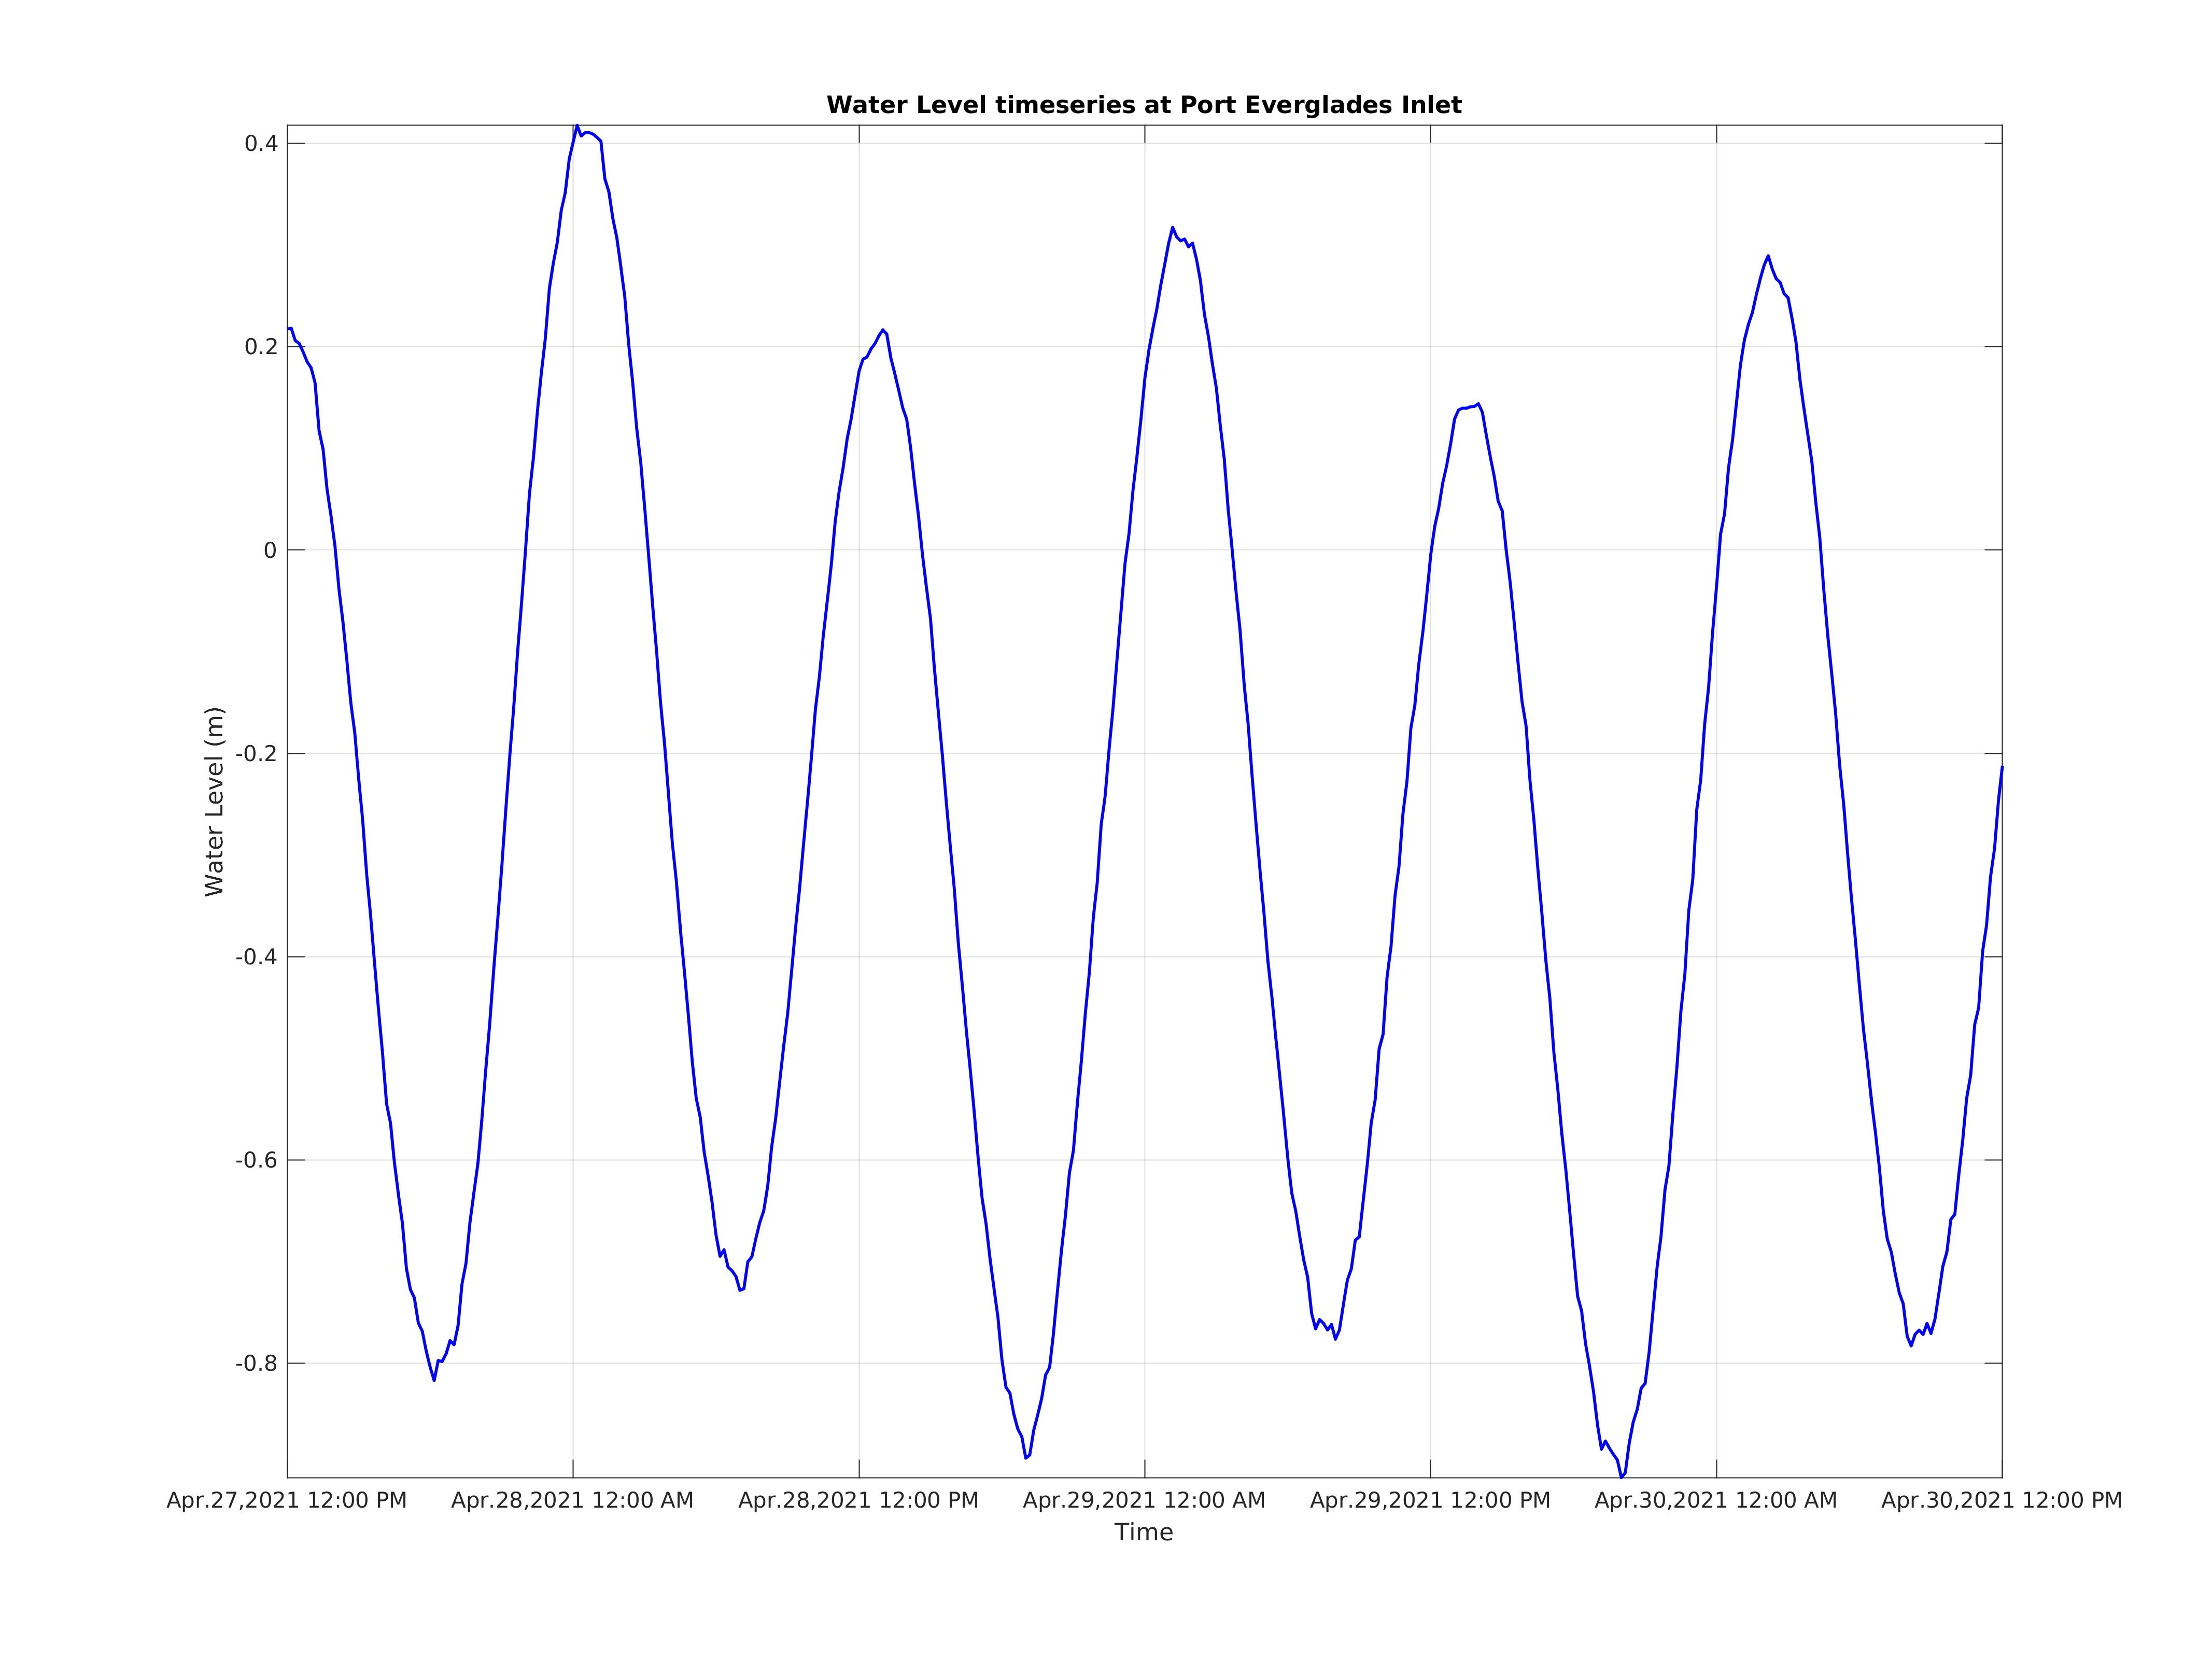 Water Level timeseries at Port Everglades Inlet
0.4
0.2
0
-0.2
-0.4
-0.6
-0.8
Water Level (m)
Apr.27,2021 12:00 PM
Apr.28,2021 12:00 AM
Apr.28,2021 12:00 PM
Apr.29,2021 12:00 AM
Apr.29,2021 12:00 PM
Apr.30,2021 12:00 AM
Apr.30,2021 12:00 PM
Time